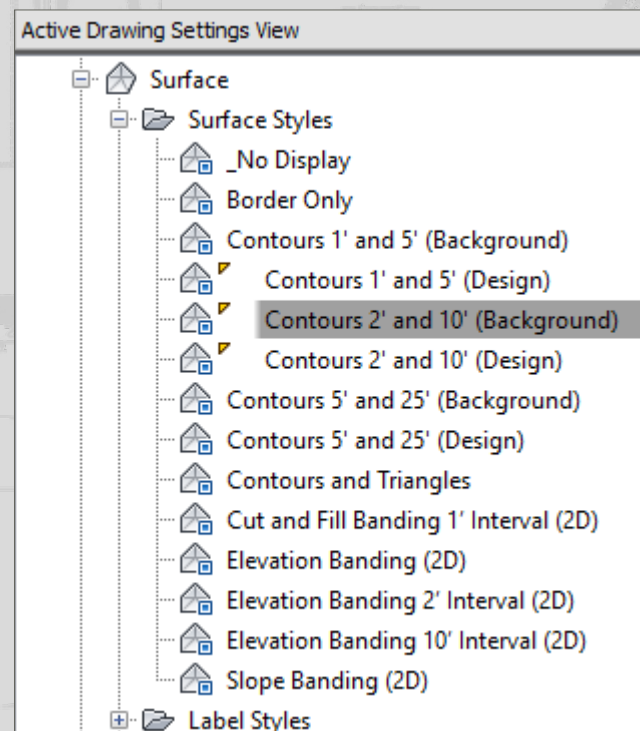 Active Drawing Settings View
Surface
Surface Styles
_No Display
Border Only
Contours 1' and 5' (Background)
Contours 1' and 5' (Design)
Contours 2' and 10' (Background)
Contours 2' and 10' (Design)
Contours 5' and 25' (Background)
Contours 5' and 25' (Design)
Contours and Triangles
Cut and Fill Banding 1’ Interval (2D)
Elevation Banding (2D)
Elevation Banding 2’ Interval (2D)
Elevation Banding 10’ Interval (2D)
Slope Banding (2D)
Label Styles